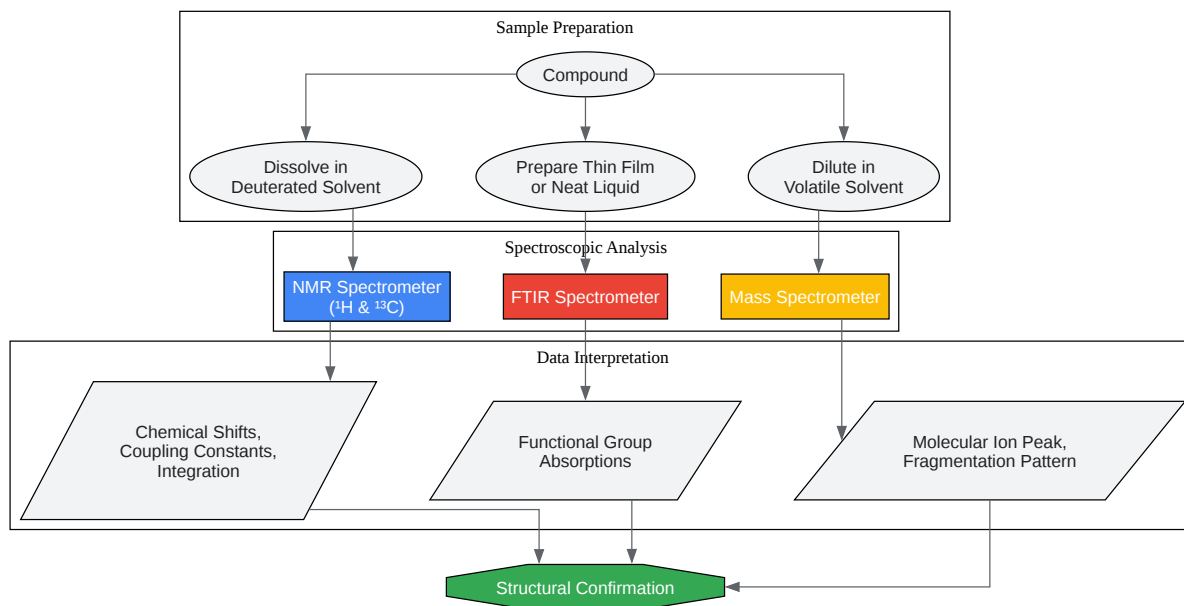 Sample Preparation
Compound
Dissolve in
Deuterated Solvent
Prepare Thin Film
or Neat Liquid
Dilute in
Volatile Solvent
Spectroscopic Analysis
NMR Spectrometer
(¹H & ¹³C)
FTIR Spectrometer
Mass Spectrometer
Data Interpretation
Chemical Shifts,
Coupling Constants,
Integration
Functional Group
Absorptions
Molecular Ion Peak,
Fragmentation Pattern
Structural Confirmation